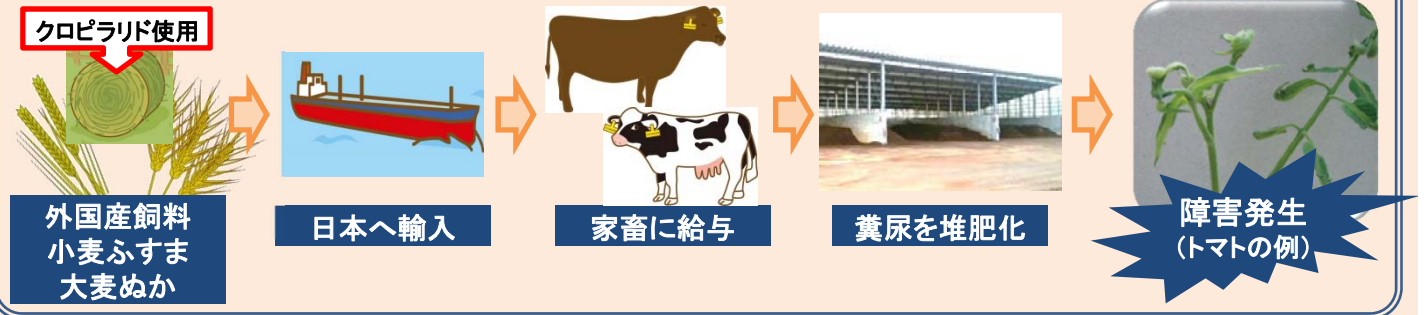 クロピラリド使用
外国産飼料
小麦ふすま
大麦ぬか
日本へ輸入
家畜に給与
糞尿を堆肥化
障害発生
(トマトの例)